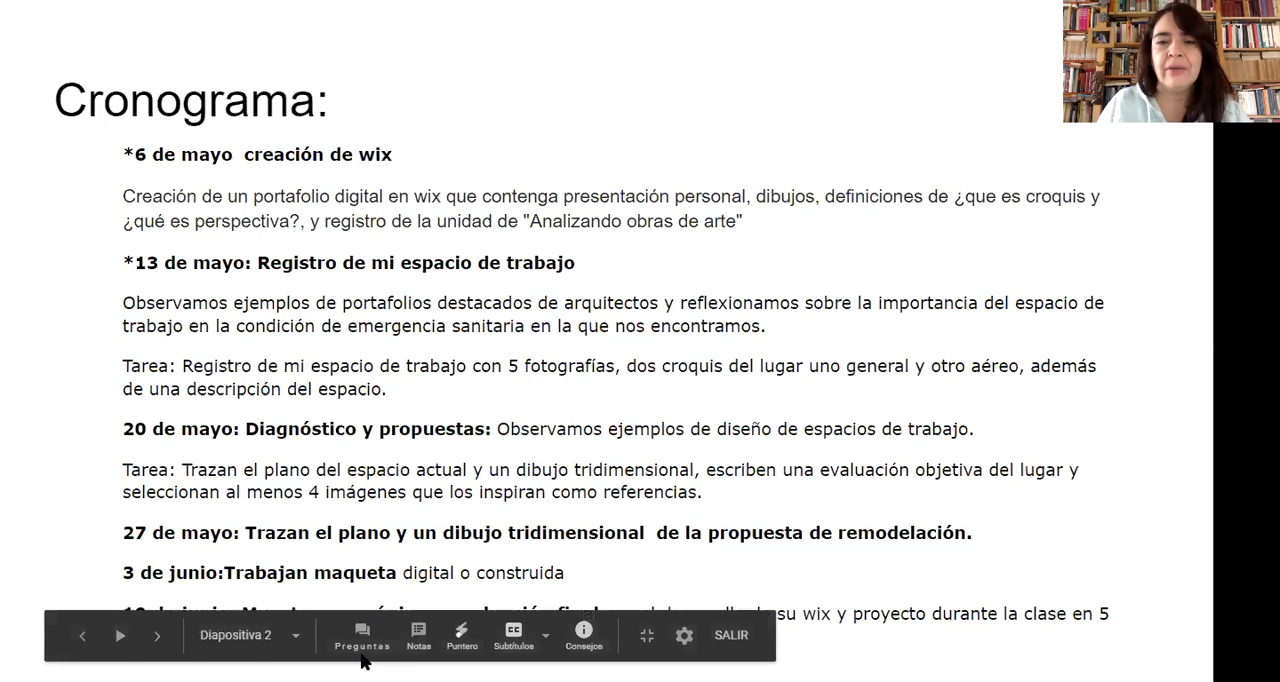 Cronograma:
*6 de mayo  creación de wix
Creación de un portafolio digital en wix que contenga presentación personal, dibujos, definiciones de ¿que es croquis y
¿qué es perspectiva?, y registro de la unidad de "Analizando obras de arte"
*13 de mayo: Registro de mi espacio de trabajo
Observamos ejemplos de portafolios destacados de arquitectos y reflexionamos sobre la importancia del espacio de
trabajo en la condición de emergencia sanitaria en la que nos encontramos.
Tarea: Registro de mi espacio de trabajo con 5 fotografías, dos croquis del lugar uno general y otro aéreo, además
de una descripción del espacio.
20 de mayo: Diagnóstico y propuestas: Observamos ejemplos de diseño de espacios de trabajo.
Tarea: Trazan el plano del espacio actual y un dibujo tridimensional, escriben una evaluación objetiva del lugar y
seleccionan al menos 4 imágenes que los inspiran como referencias.
27 de mayo: Trazan el plano y un dibujo tridimensional  de la propuesta de remodelación.
3 de junio:Trabajan maqueta digital o construida
su wix y proyecto durante la clase en 5
Diapositiva 2
Preguntas
Notas
Puntero
Subtítulos
Consejos
SALIR